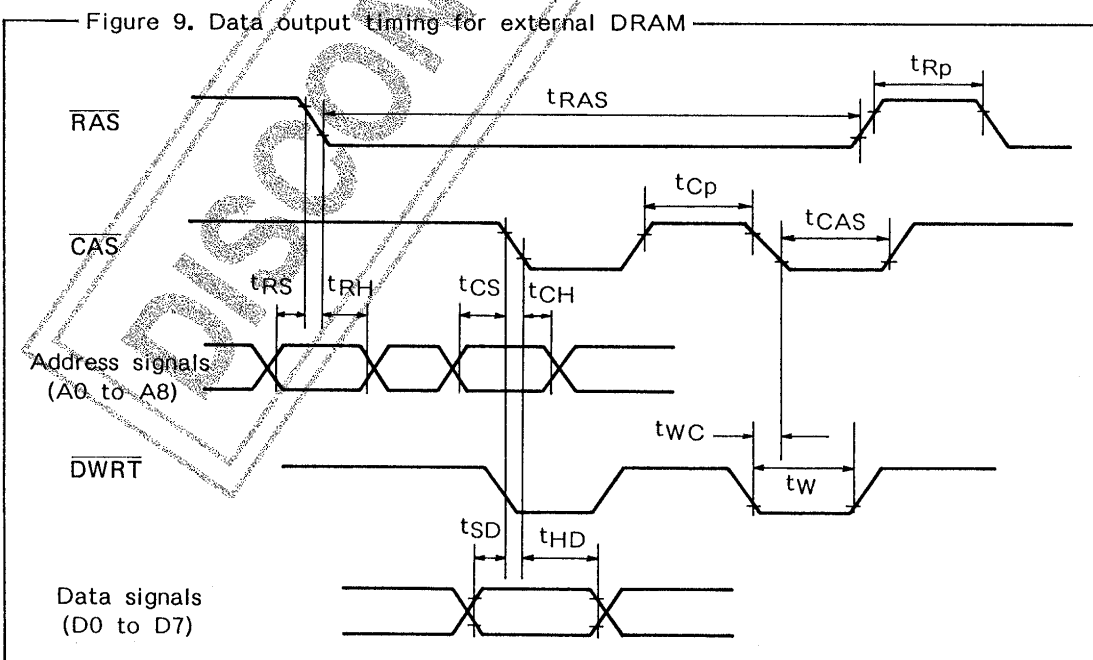 Figure 9. Data output timing for external DRAM
tRp
tRAS
RAS
tCp
tCAS
CAS
tRS tRH tCS tCH
Address signals
(A0 to A8)
tWC
DWRT
tW
tSD tHD
Data signals
(D0 to D7)
DISCON